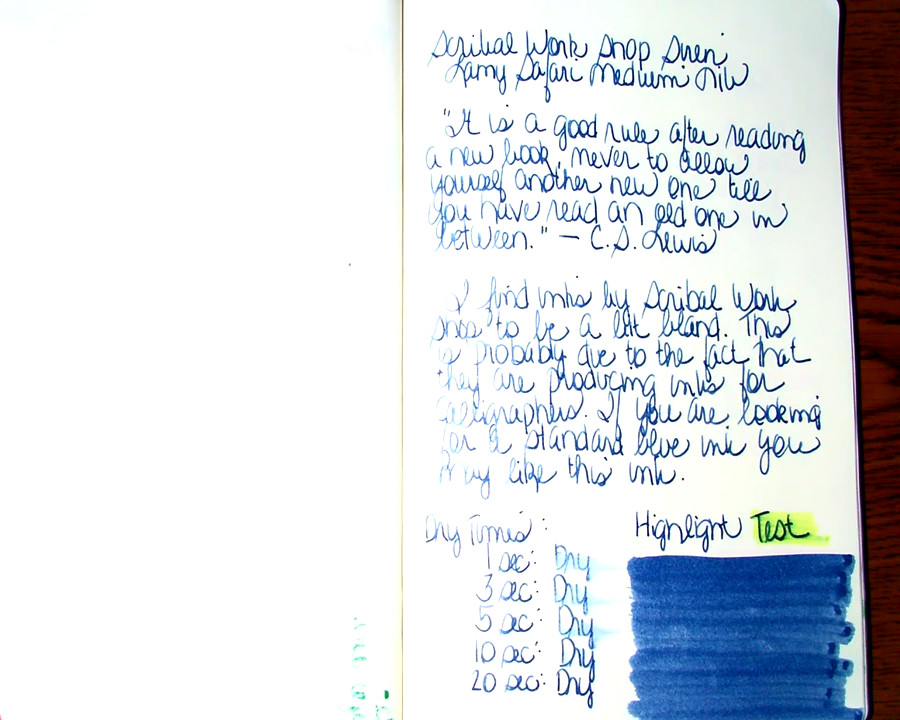 Scribal Work Shop Siren
Lamy Safari Medium Nib
"It is a good rule, after reading
a new book, never to allow
yourself another new one till
you have read an old one in
between." — C.S. Lewis
I find inks by Scribal Work
Shop to be a bit bland. This
is probably due to the fact that
they are producing inks for
Calligraphers. If you are looking
for a standard blue ink you
may like this ink.
Dry Times:
Highlight Test
1 sec: Dry
3 sec: Dry
5 sec: Dry
10 sec: Dry
20 sec: Dry